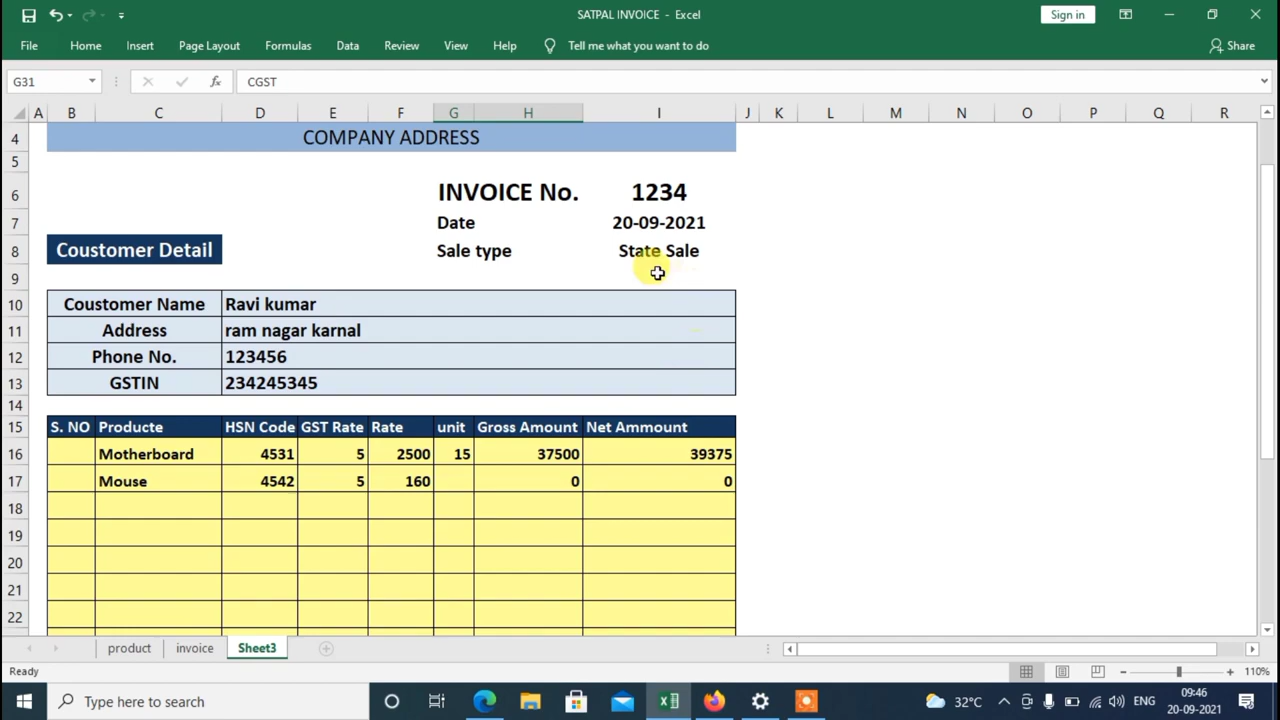 SATPAL INVOICE - Excel
Sign in
File Home Insert Page Layout Formulas Data Review View Help Tell me what you want to do Share
G31 fx CGST
A B C D E F G H I J K L M N O P Q R
4 COMPANY ADDRESS
5
6 INVOICE No. 1234
7 Date 20-09-2021
8 Coustomer Detail Sale type State Sale
9
10 Coustomer Name Ravi kumar
11 Address ram nagar karnal
12 Phone No. 123456
13 GSTIN 234245345
14
15 S. NO Producte HSN Code GST Rate Rate unit Gross Amount Net Ammount
16 Motherboard 4531 5 2500 15 37500 39375
17 Mouse 4542 5 160 0 0
18
19
20
21
22
product invoice Sheet3
Ready 110%
Type here to search 32°C ENG 09:46
20-09-2021